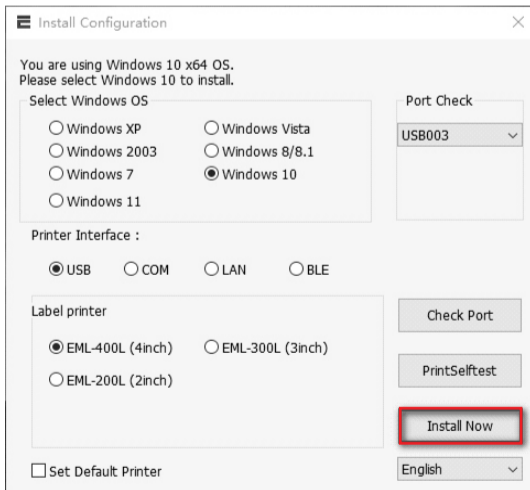 Install Configuration
You are using Windows 10 x64 OS.
Please select Windows 10 to install.
Select Windows OS
Windows XP
Windows Vista
Windows 2003
Windows 8/8.1
Windows 7
Windows 10
Windows 11
Port Check
USB003
Printer Interface :
USB
COM
LAN
BLE
Label printer
EML-400L (4inch)
EML-300L (3inch)
EML-200L (2inch)
Check Port
PrintSelftest
Install Now
Set Default Printer
English